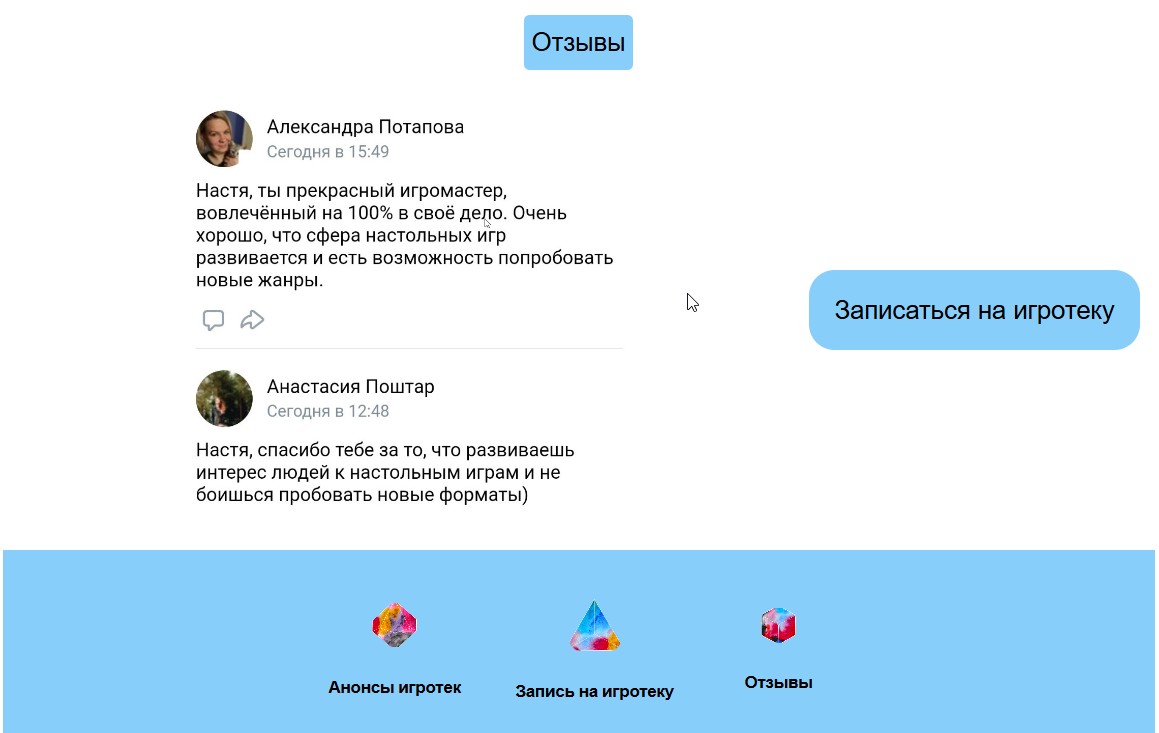 Отзывы
Александра Потапова
Сегодня в 15:49
Настя, ты прекрасный игромастер,
вовлечённый на 100% в своё дело. Очень
хорошо, что сфера настольных игр
развивается и есть возможность попробовать
новые жанры.
Записаться на игротеку
Анастасия Поштар
Сегодня в 12:48
Настя, спасибо тебе за то, что развиваешь
интерес людей к настольным играм и не
боишься пробовать новые форматы)
Анонсы игротек
Запись на игротеку
Отзывы